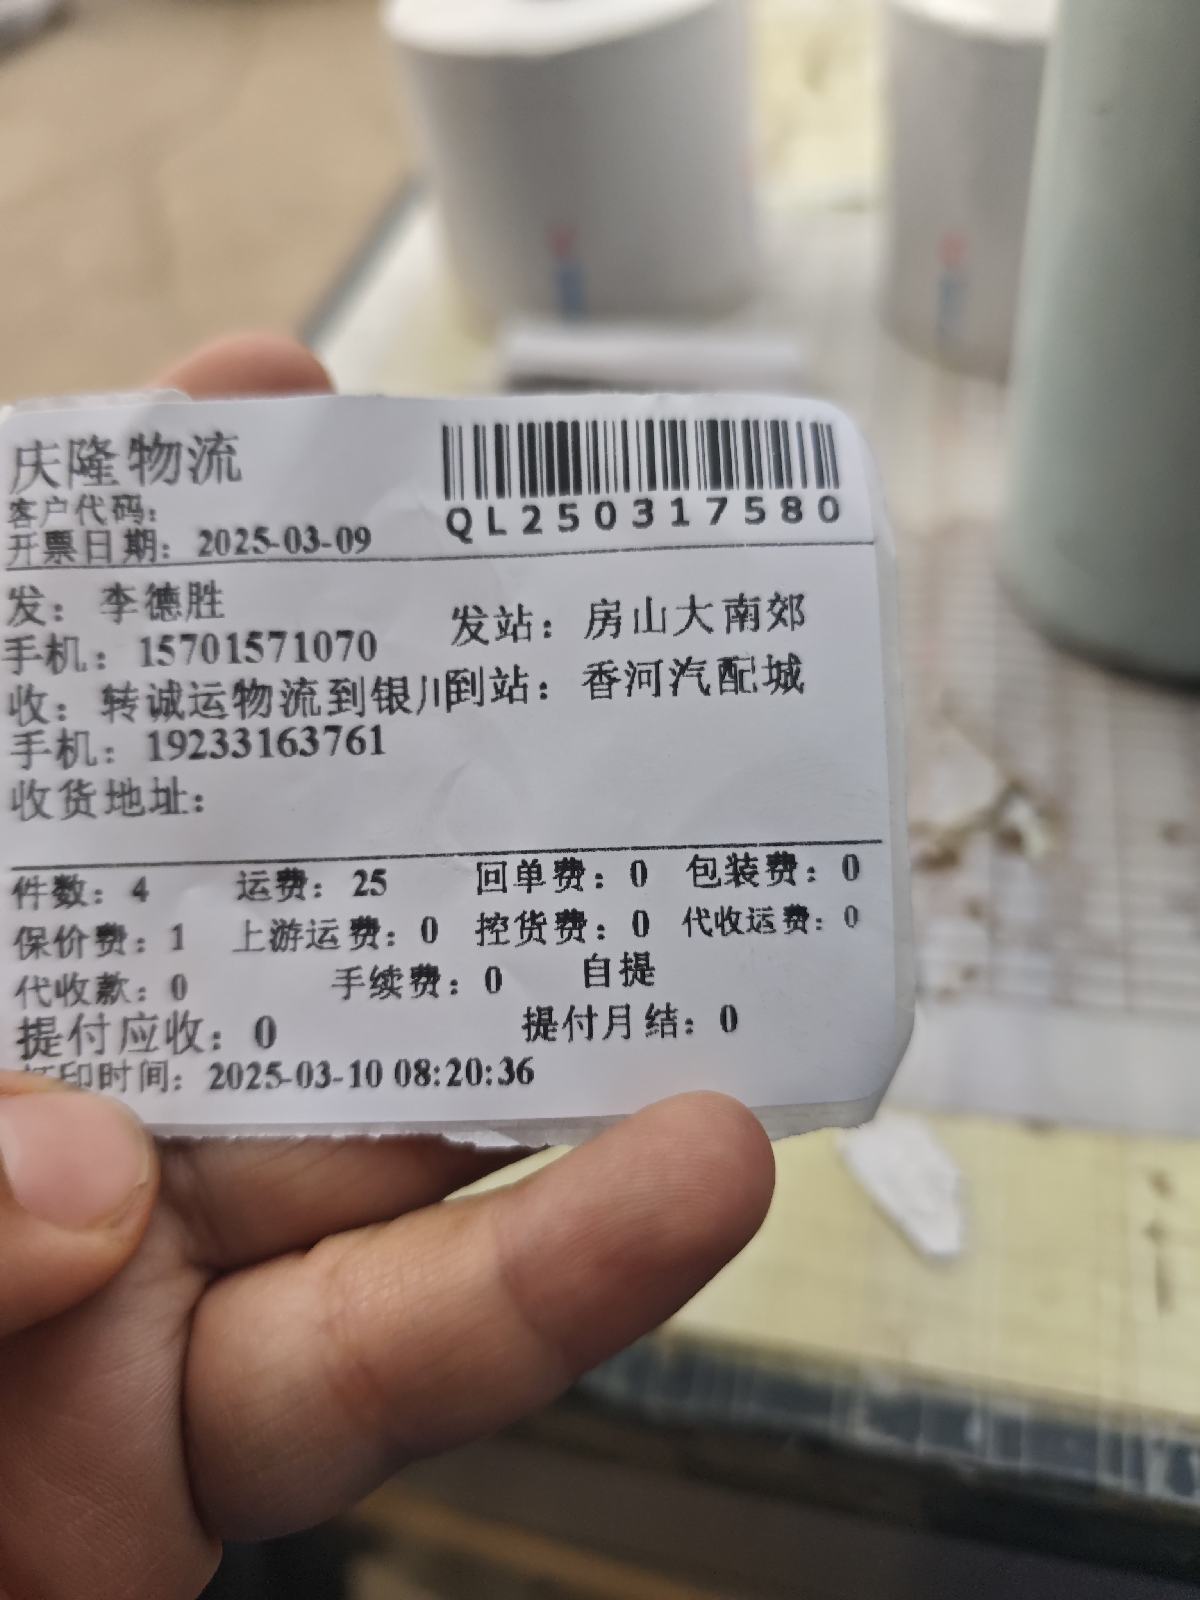 庆隆物流
QL250317580
客户代码：
开票日期：2025-03-09
发：李德胜
发站：房山大南郊
手机：15701571070
收：转诚运物流到银川
到站：香河汽配城
手机：19233163761
收货地址：
件数：4 运费：25 回单费：0 包装费：0
保价费：1 上游运费：0 控货费：0 代收运费：0
代收款：0 手续费：0 自提
提付应收：0 提付月结：0
打印时间：2025-03-10 08:20:36